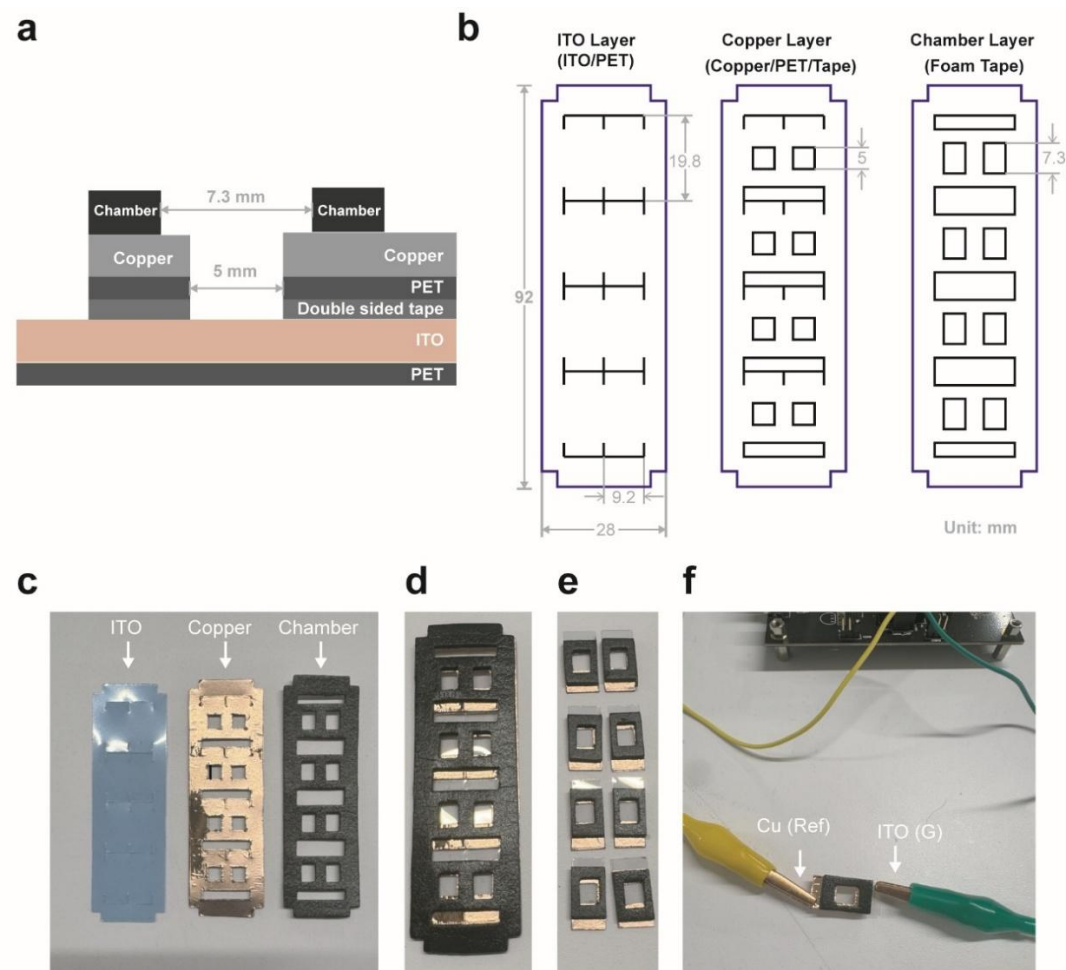 a
Chamber
7.3 mm
Chamber
Copper
Copper
5 mm
PET
Double sided tape
ITO
PET
b
ITO Layer
(ITO/PET)
Copper Layer
(Copper/PET/Tape)
Chamber Layer
(Foam Tape)
19.8
5
7.3
92
9.2
28
Unit: mm
c
ITO
Copper
Chamber
d
e
f
Cu (Ref)
ITO (G)